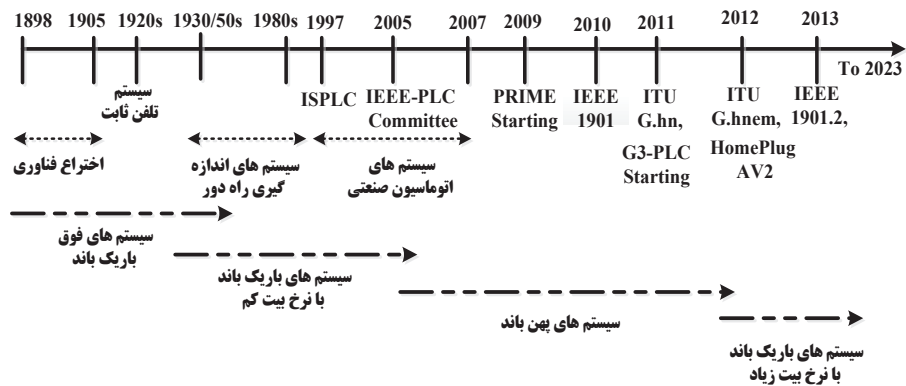 1898 1905 1920s 1930/50s 1980s 1997 2005 2007 2009 2010 2011 2012 2013
To 2023
سیستم
تلفن ثابت
ISPLC
IEEE-PLC
Committee
PRIME
Starting
IEEE
1901
ITU
G.hn,
G3-PLC
Starting
ITU
G.hnem,
HomePlug
AV2
IEEE
1901.2,
اختراع فناوری
سیستم های اندازه
گیری راه دور
سیستم های
اتوماسیون صنعتی
سیستم های فوق
باریک باند
سیستم های باریک باند
با نرخ بیت کم
سیستم های پهن باند
سیستم های باریک باند
با نرخ بیت زیاد